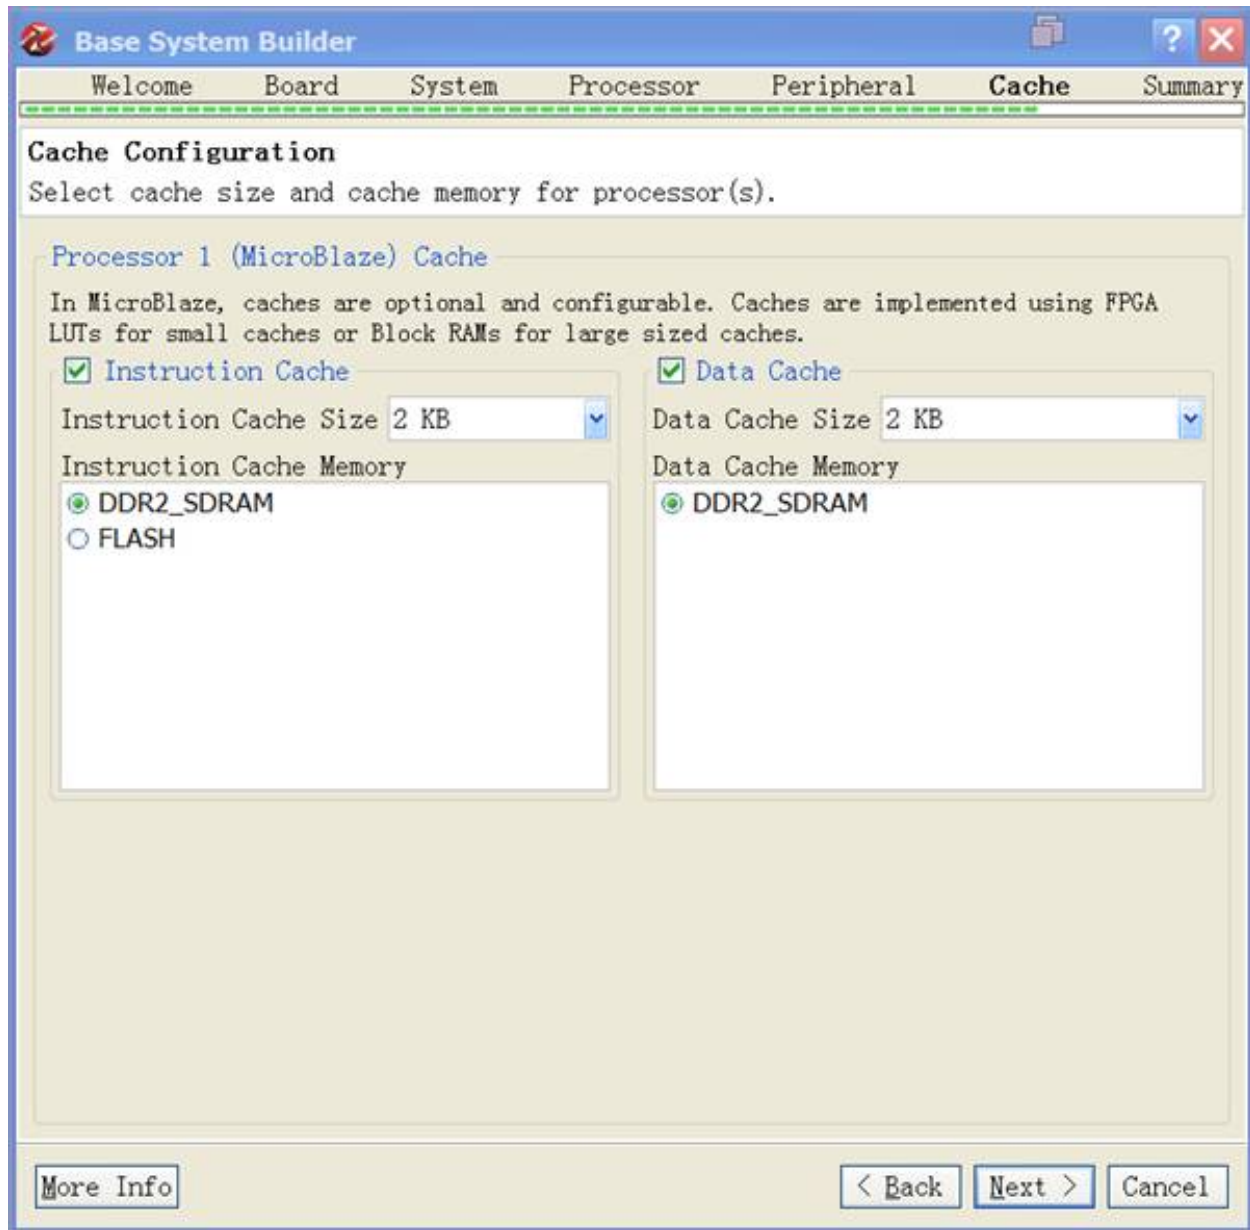 Base System Builder
Welcome Board System Processor Peripheral Cache Summary
Cache Configuration
Select cache size and cache memory for processor(s).
Processor 1 (MicroBlaze) Cache
In MicroBlaze, caches are optional and configurable. Caches are implemented using FPGA
LUTs for small caches or Block RAMs for large sized caches.
Instruction Cache
Instruction Cache Size 2 KB
Instruction Cache Memory
DDR2_SDRAM
FLASH
Data Cache
Data Cache Size 2 KB
Data Cache Memory
DDR2_SDRAM
More Info < Back Next > Cancel